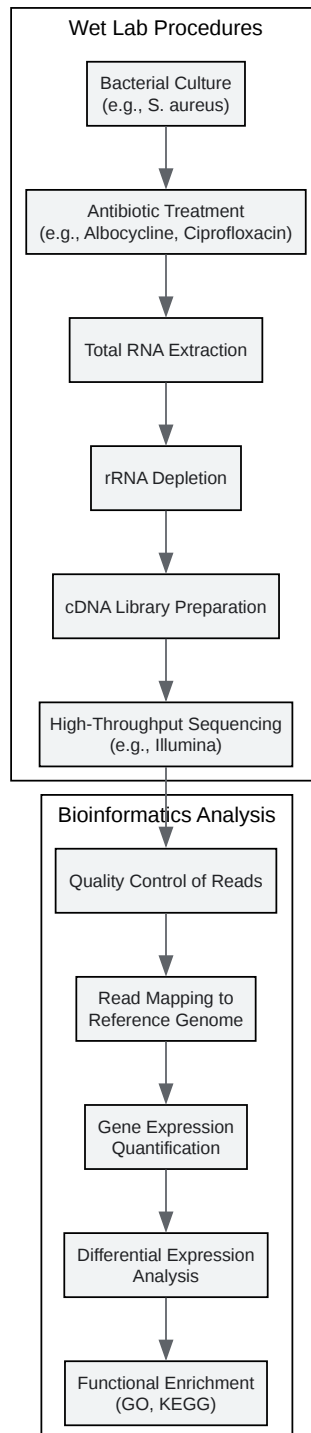 Wet Lab Procedures
Bacterial Culture
(e.g., S. aureus)
Antibiotic Treatment
(e.g., Albocycline, Ciprofloxacin)
Total RNA Extraction
rRNA Depletion
cDNA Library Preparation
High-Throughput Sequencing
(e.g., Illumina)
Bioinformatics Analysis
Quality Control of Reads
Read Mapping to
Reference Genome
Gene Expression
Quantification
Differential Expression
Analysis
Functional Enrichment
(GO, KEGG)